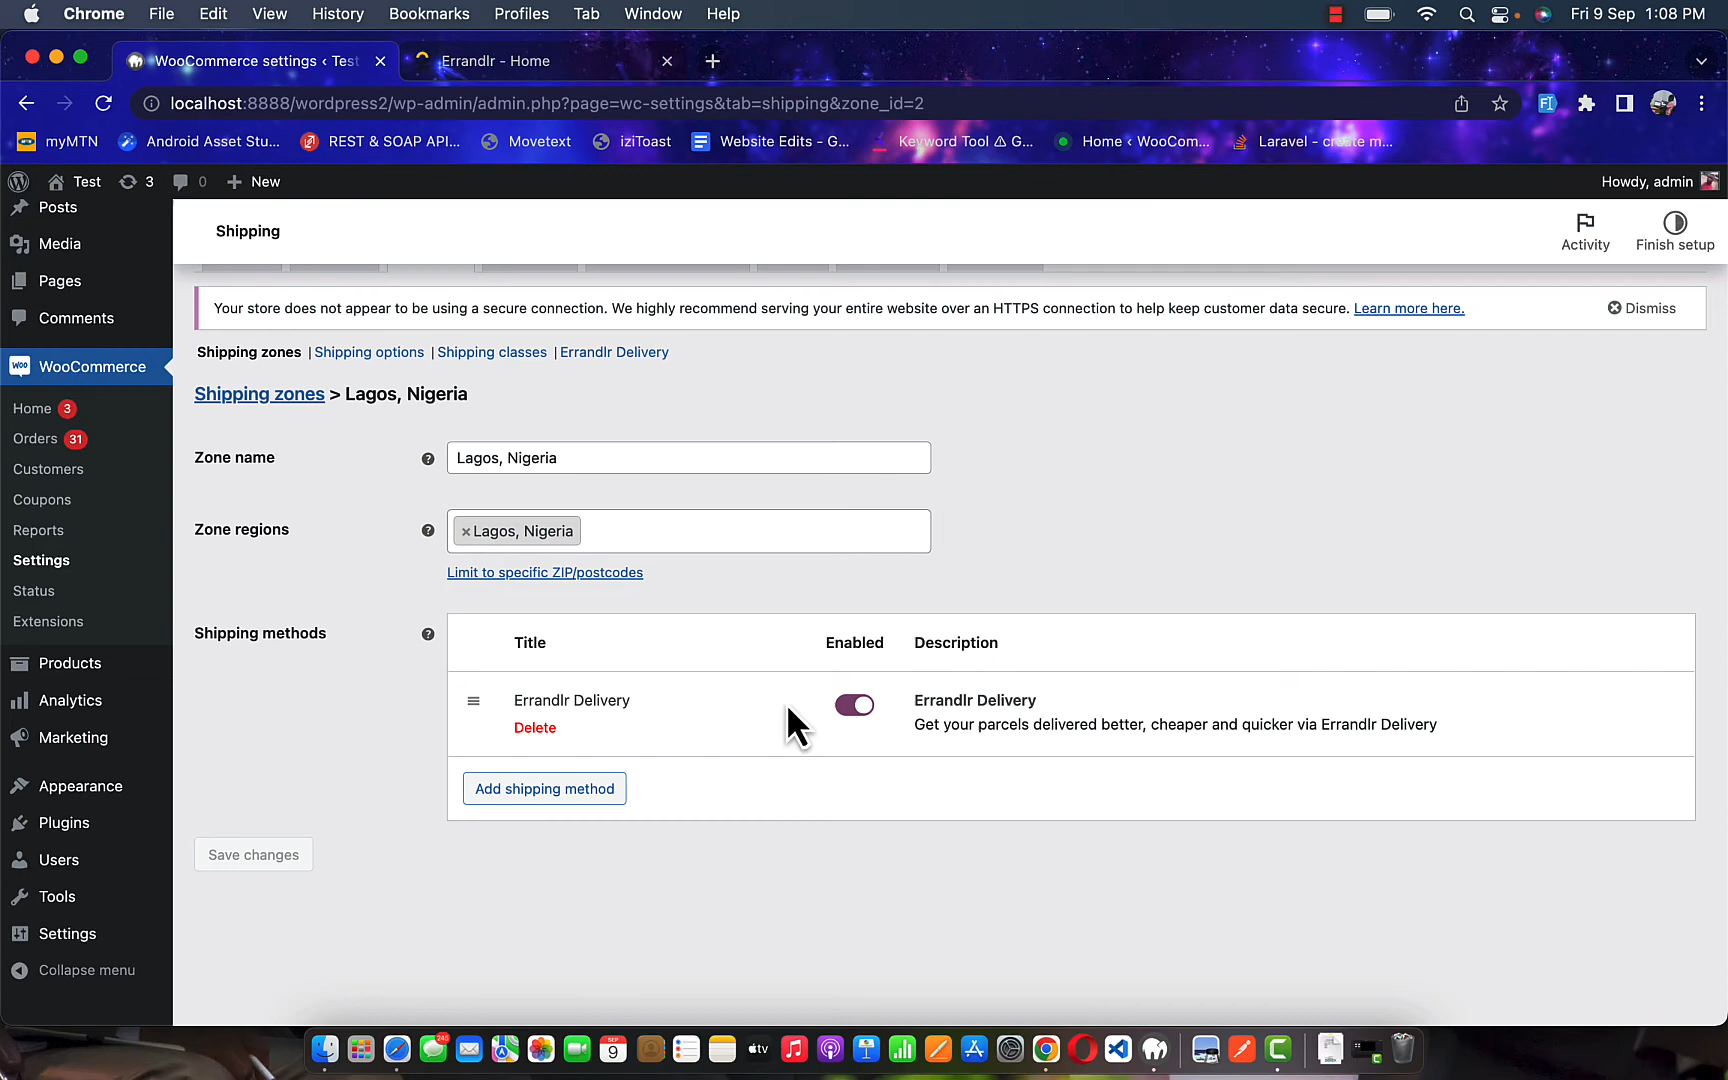 Chrome File Edit View History Bookmarks Profiles Tab Window Help Fri 9 Sep 1:08 PM
WooCommerce settings ‹ Test Errandlr - Home
localhost:8888/wordpress2/wp-admin/admin.php?page=wc-settings&tab=shipping&zone_id=2
myMTN Android Asset Stu... REST & SOAP API... Movetext iziToast Website Edits - G... Keyword Tool ⚠ G... Home ‹ WooCom... Laravel - create m...
Test 3 0 New Howdy, admin
Posts
Media
Pages
Comments
WooCommerce
Home 3
Orders 31
Customers
Coupons
Reports
Settings
Status
Extensions
Products
Analytics
Marketing
Appearance
Plugins
Users
Tools
Settings
Collapse menu
Shipping
Activity
Finish setup
Your store does not appear to be using a secure connection. We highly recommend serving your entire website over an HTTPS connection to help keep customer data secure. Learn more here. Dismiss
Shipping zones | Shipping options | Shipping classes | Errandlr Delivery
Shipping zones > Lagos, Nigeria
Zone name Lagos, Nigeria
Zone regions ×Lagos, Nigeria
Limit to specific ZIP/postcodes
Shipping methods
Title Enabled Description
Errandlr Delivery Errandlr Delivery
Delete Get your parcels delivered better, cheaper and quicker via Errandlr Delivery
Add shipping method
Save changes
245
SEP
9
tv